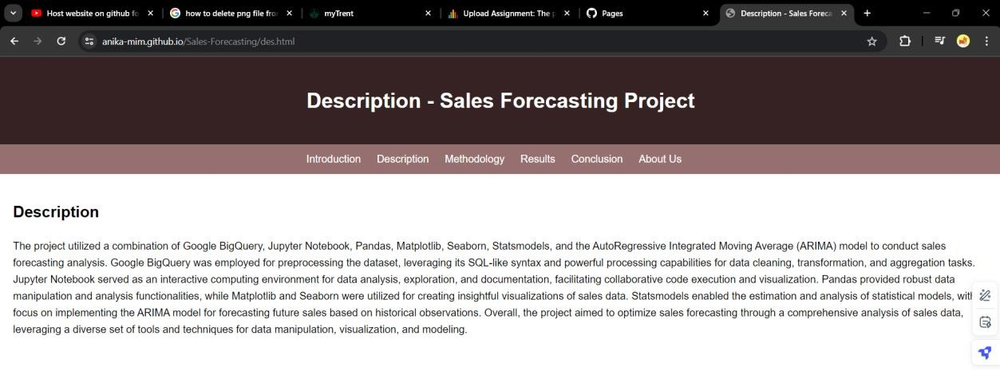 Host website on github fo
how to delete png file fro
myTrent
Upload Assignment: The p
Pages
Description - Sales Foreca
anika-mim.github.io/Sales-Forecasting/des.html
Description - Sales Forecasting Project
Introduction Description Methodology Results Conclusion About Us
Description
The project utilized a combination of Google BigQuery, Jupyter Notebook, Pandas, Matplotlib, Seaborn, Statsmodels, and the AutoRegressive Integrated Moving Average (ARIMA) model to conduct sales
forecasting analysis. Google BigQuery was employed for preprocessing the dataset, leveraging its SQL-like syntax and powerful processing capabilities for data cleaning, transformation, and aggregation tasks.
Jupyter Notebook served as an interactive computing environment for data analysis, exploration, and documentation, facilitating collaborative code execution and visualization. Pandas provided robust data
manipulation and analysis functionalities, while Matplotlib and Seaborn were utilized for creating insightful visualizations of sales data. Statsmodels enabled the estimation and analysis of statistical models, with
focus on implementing the ARIMA model for forecasting future sales based on historical observations. Overall, the project aimed to optimize sales forecasting through a comprehensive analysis of sales data,
leveraging a diverse set of tools and techniques for data manipulation, visualization, and modeling.